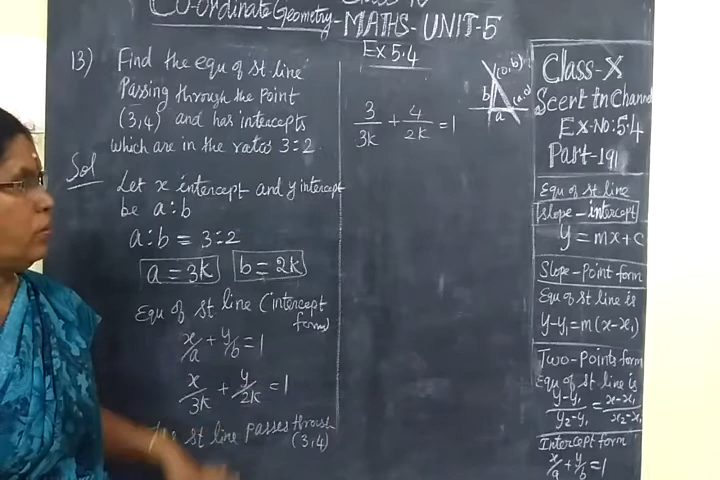 Co-ordinate Geometry-MATHS-UNIT-5
Ex 5.4
13) Find the equ of st line
Passing through the point
(3,4) and has intercepts
which are in the ratos 3:2.
Sol
Let x intercept and y intercept
be a:b
a:b = 3:2
a = 3k b = 2k
Equ of st line (intercept
form)
x/a + y/b = 1
x/3k + y/2k = 1
The st line passes through
(3,4)
3/3k + 4/2k = 1
(0,b)
b
(a,0)
a
Class-X
Scert tn Channel
Ex-No:5.4
Part-191
Equ of st line
slope-intercept
y = mx+c
Slope-Point form
Equ of st line is
y-y₁=m(x-x₁)
Two-Points form
Equ of st line is
y-y₁/y₂-y₁ = x-x₁/x₂-x₁
Intercept form
x/a + y/b = 1